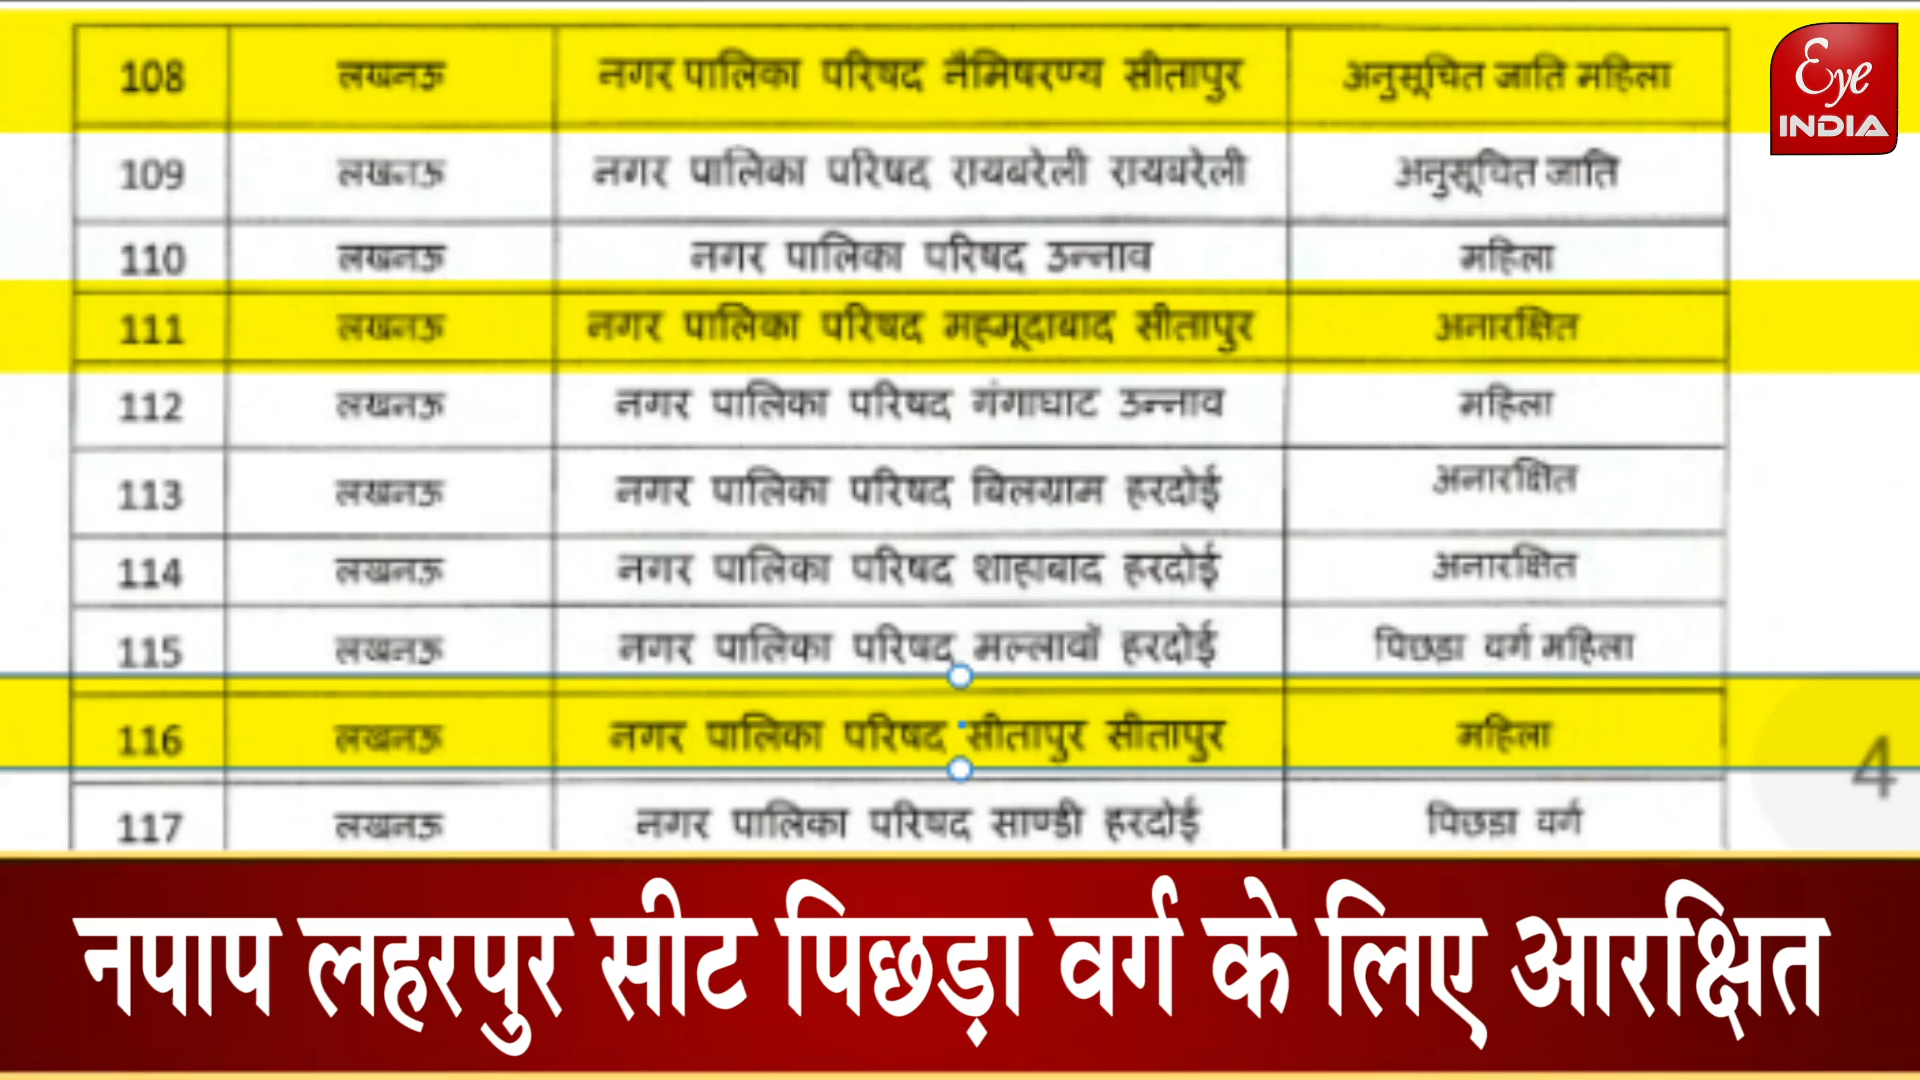 108 लखनऊ नगर पालिका परिषद नैमिषरण्य सीतापुर अनुसूचित जाति महिला
Eye
INDIA
109 लखनऊ नगर पालिका परिषद रायबरेली रायबरेली अनुसूचित जाति
110 लखनऊ नगर पालिका परिषद उन्नाव महिला
111 लखनऊ नगर पालिका परिषद महमूदाबाद सीतापुर अनारक्षित
112 लखनऊ नगर पालिका परिषद गंगाघाट उन्नाव महिला
113 लखनऊ नगर पालिका परिषद बिलग्राम हरदोई अनारक्षित
114 लखनऊ नगर पालिका परिषद शाहाबाद हरदोई अनारक्षित
115 लखनऊ नगर पालिका परिषद मल्लावाॅं हरदोई पिछडा वर्ग महिला
116 लखनऊ नगर पालिका परिषद सीतापुर सीतापुर महिला
4
117 लखनऊ नगर पालिका परिषद साण्डी हरदोई पिछडा वर्ग
नपाप लहरपुर सीट पिछड़ा वर्ग के लिए आरक्षित